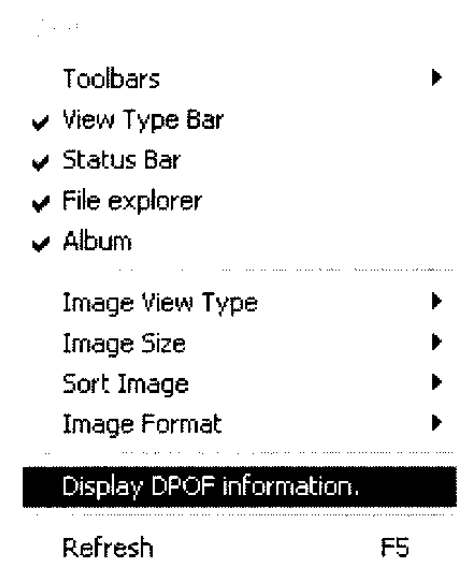 Toolbars
View Type Bar
Status Bar
File explorer
Album
Image View Type
Image Size
Sort Image
Image Format
Display DPOF information.
Refresh F5